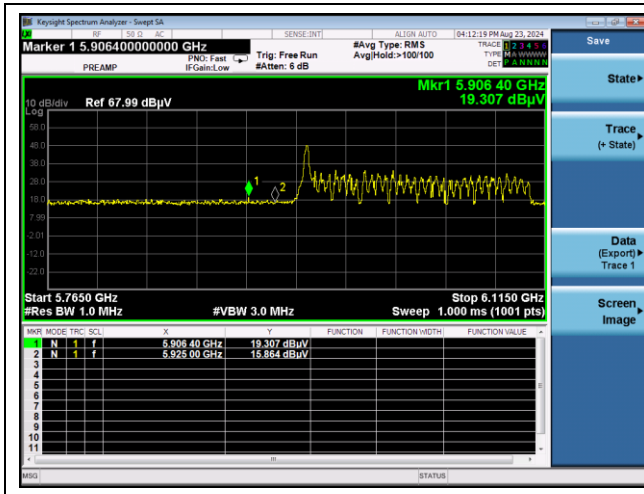 Keysight Spectrum Analyzer - Swept SA
RF 50 Ω AC SENSE:INT ALIGN AUTO 04:12:19 PM Aug 23, 2024
Marker 1 5.906400000000 GHz #Avg Type: RMS TRACE 1 2 3 4 5 6
PNO: Fast Trig: Free Run Avg|Hold:>100/100 TYPE M A W W W W W
PREAMP IFGain:Low #Atten: 6 dB DET P A N N N N
Mkr1 5.906 40 GHz
10 dB/div Ref 67.99 dBµV 19.307 dBµV
Log
58.0
48.0
38.0
28.0
18.0
7.99
-2.01
-12.0
-22.0
1
2
Start 5.7650 GHz Stop 6.1150 GHz
#Res BW 1.0 MHz #VBW 3.0 MHz Sweep 1.000 ms (1001 pts)
MKR MODE TRC SCL X Y FUNCTION FUNCTION WIDTH FUNCTION VALUE
1 N 1 f 5.906 40 GHz 19.307 dBµV
2 N 1 f 5.925 00 GHz 15.864 dBµV
3
4
5
6
7
8
9
10
11
MSG STATUS
Save
State
Trace
(+ State)
Data
(Export)
Trace 1
Screen
Image